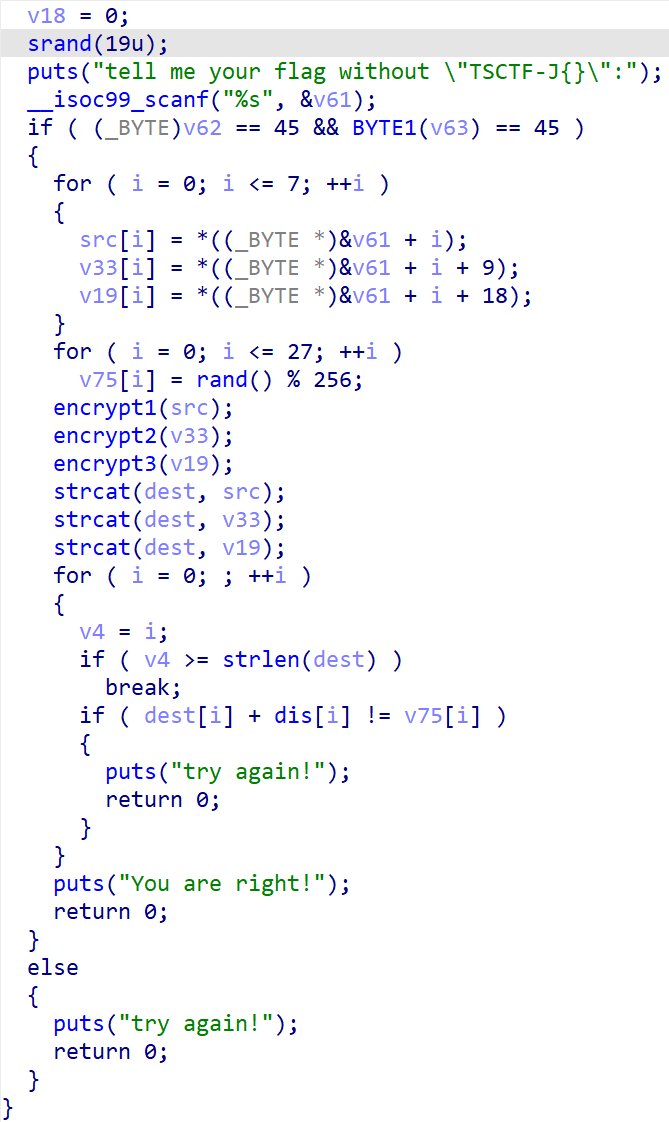 v18 = 0;
srand(19u);
puts("tell me your flag without \"TSCTF-J{}\":");
__isoc99_scanf("%s", &v61);
if ( (_BYTE)v62 == 45 && BYTE1(v63) == 45 )
{
for ( i = 0; i <= 7; ++i )
{
src[i] = *((_BYTE *)&v61 + i);
v33[i] = *((_BYTE *)&v61 + i + 9);
v19[i] = *((_BYTE *)&v61 + i + 18);
}
for ( i = 0; i <= 27; ++i )
v75[i] = rand() % 256;
encrypt1(src);
encrypt2(v33);
encrypt3(v19);
strcat(dest, src);
strcat(dest, v33);
strcat(dest, v19);
for ( i = 0; ; ++i )
{
v4 = i;
if ( v4 >= strlen(dest) )
break;
if ( dest[i] + dis[i] != v75[i] )
{
puts("try again!");
return 0;
}
}
puts("You are right!");
return 0;
}
else
{
puts("try again!");
return 0;
}
}